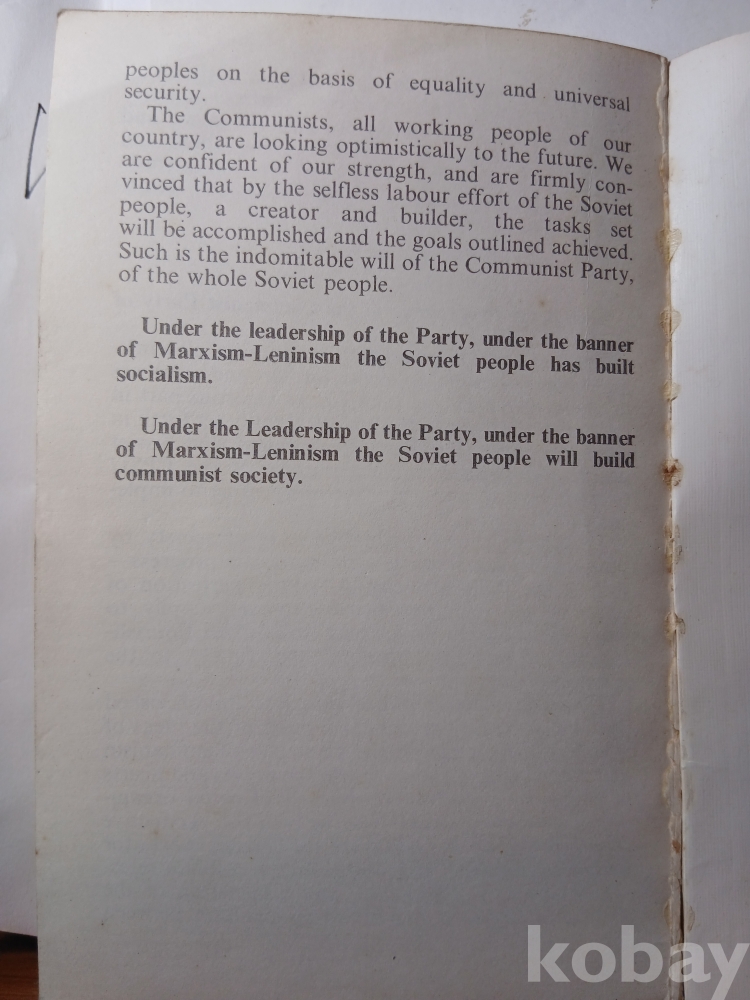 peoples on the basis of equality and universal
security.
The Communists, all working people of our
country, are looking optimistically to the future. We
are confident of our strength, and are firmly con-
vinced that by the selfless labour effort of the Soviet
people, a creator and builder, the tasks set
will be accomplished and the goals outlined achieved.
Such is the indomitable will of the Communist Party,
of the whole Soviet people.
Under the leadership of the Party, under the banner
of Marxism-Leninism the Soviet people has built
socialism.
Under the Leadership of the Party, under the banner
of Marxism-Leninism the Soviet people will build
communist society.
kobay